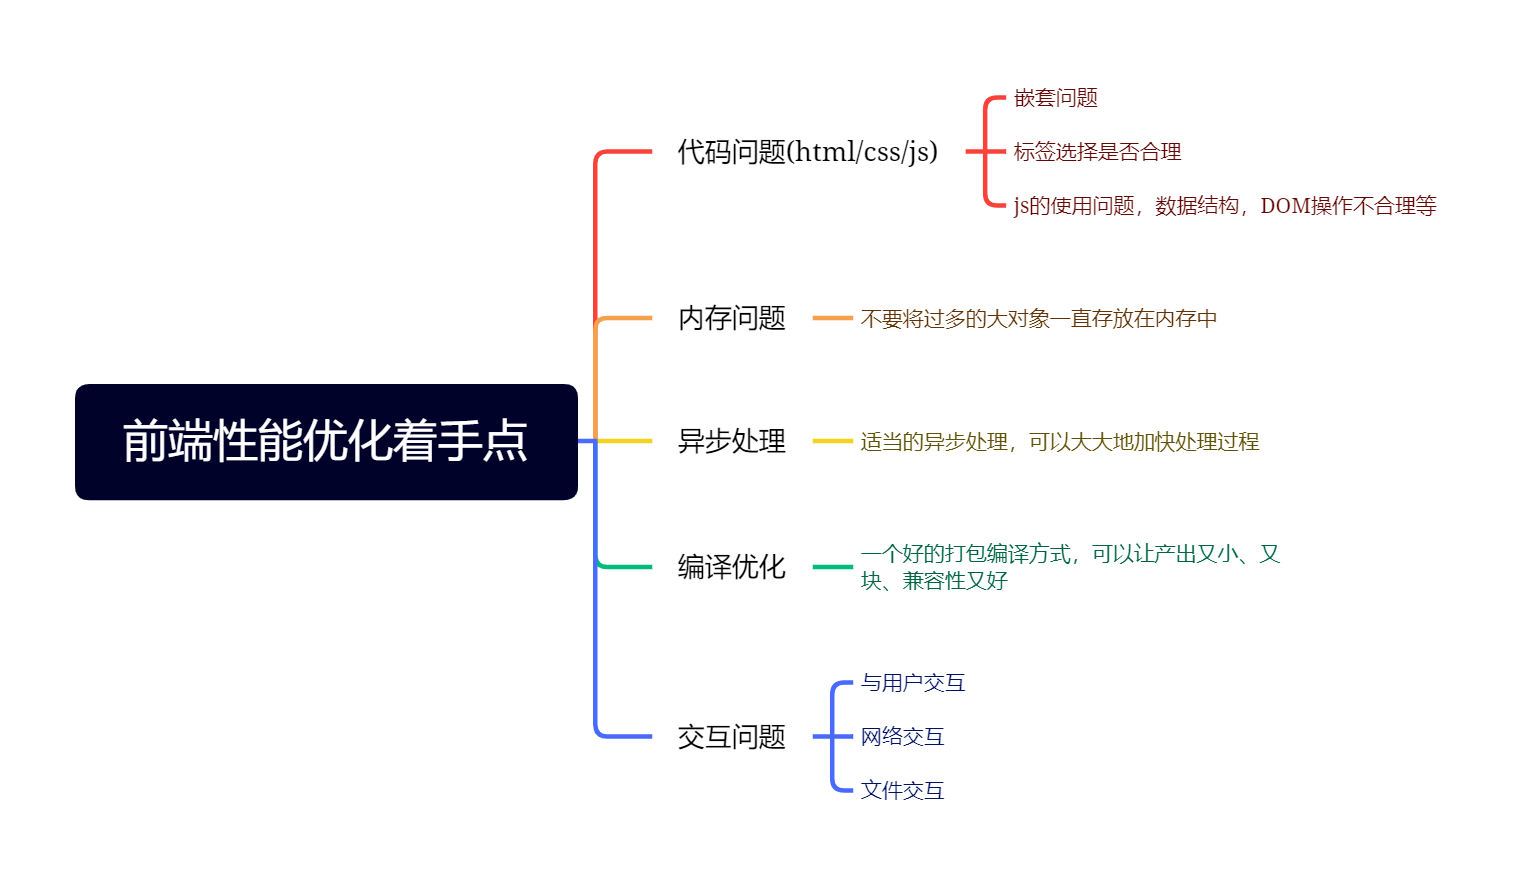 前端性能优化着手点
代码问题(html/css/js)
嵌套问题
标签选择是否合理
js的使用问题，数据结构，DOM操作不合理等
内存问题
不要将过多的大对象一直存放在内存中
异步处理
适当的异步处理，可以大大地加快处理过程
编译优化
一个好的打包编译方式，可以让产出又小、又
块、兼容性又好
交互问题
与用户交互
网络交互
文件交互